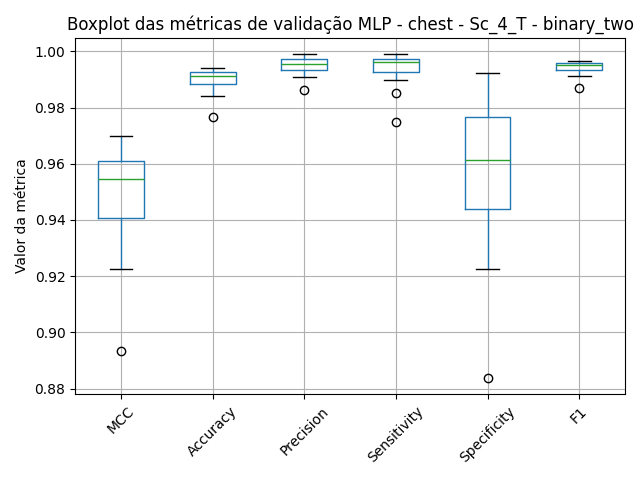 Boxplot das métricas de validação MLP - chest - Sc_4_T - binary_two
Valor da métrica
1.00
0.98
0.96
0.94
0.92
0.90
0.88
MCC
Accuracy
Precision
Sensitivity
Specificity
F1